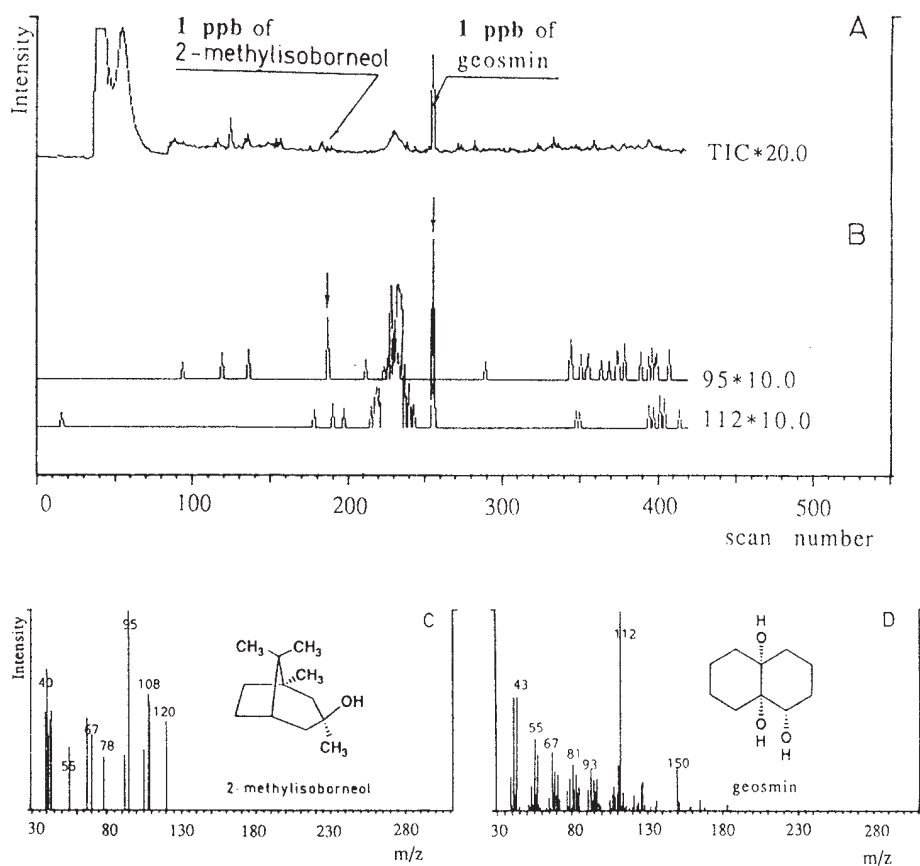 A
Intensity
1 ppb of
2-methylisoborneol
1 ppb of
geosmin
TIC*20.0
B
95*10.0
112*10.0
0 100 200 300 400 500
scan number
C
Intensity
40
55
67
78
95
108
120
CH₃
CH₃
CH₃
OH
CH₃
2-methylisoborneol
30 80 130 180 230 280
m/z
D
43
55
67
81
93
112
150
H
O
O
H
O
H
geosmin
30 80 130 180 230 280
m/z